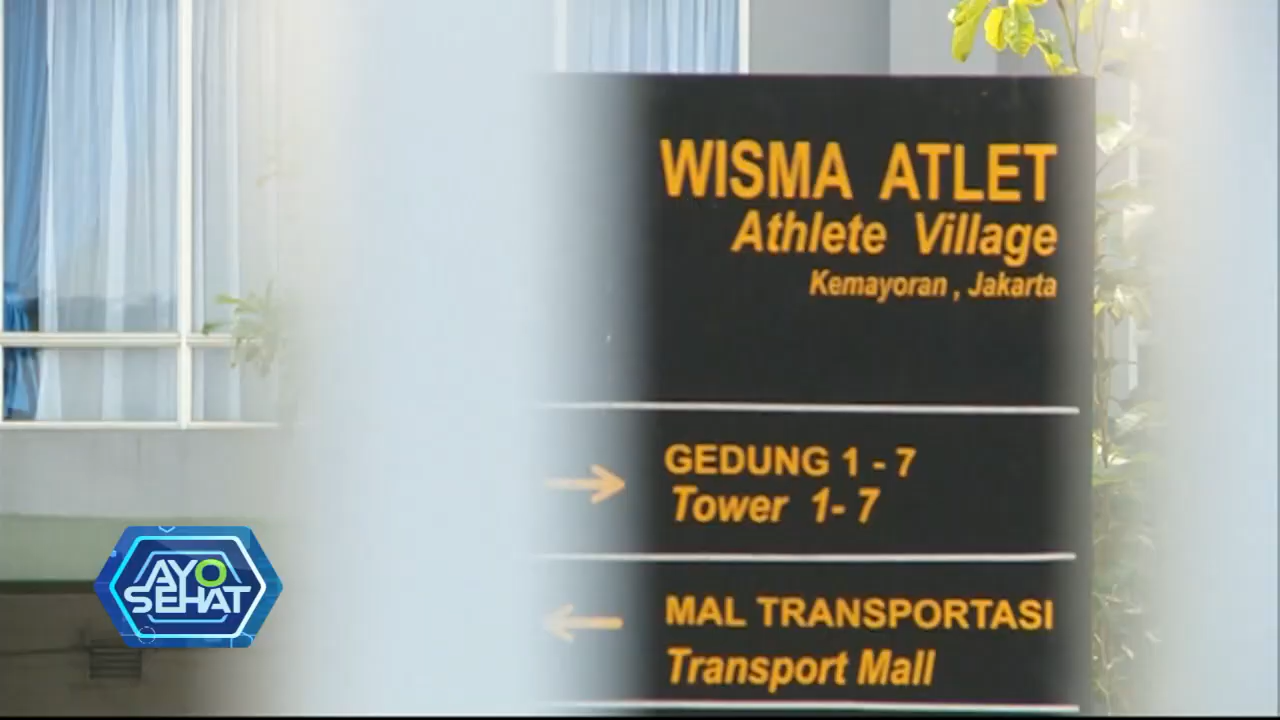 WISMA ATLET
Athlete Village
Kemayoran , Jakarta
GEDUNG 1 - 7
Tower 1- 7
MAL TRANSPORTASI
Transport Mall
AYO
SEHAT